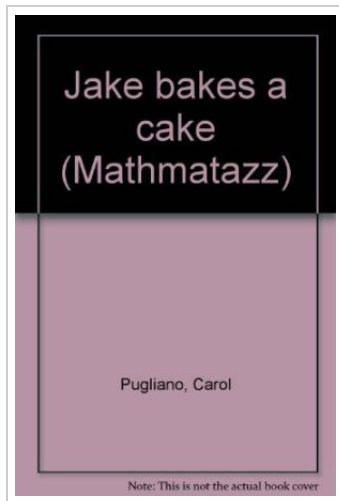 Jake bakes a
cake
(Mathmatazz)
Pugliano, Carol
Note: This is not the actual book cover